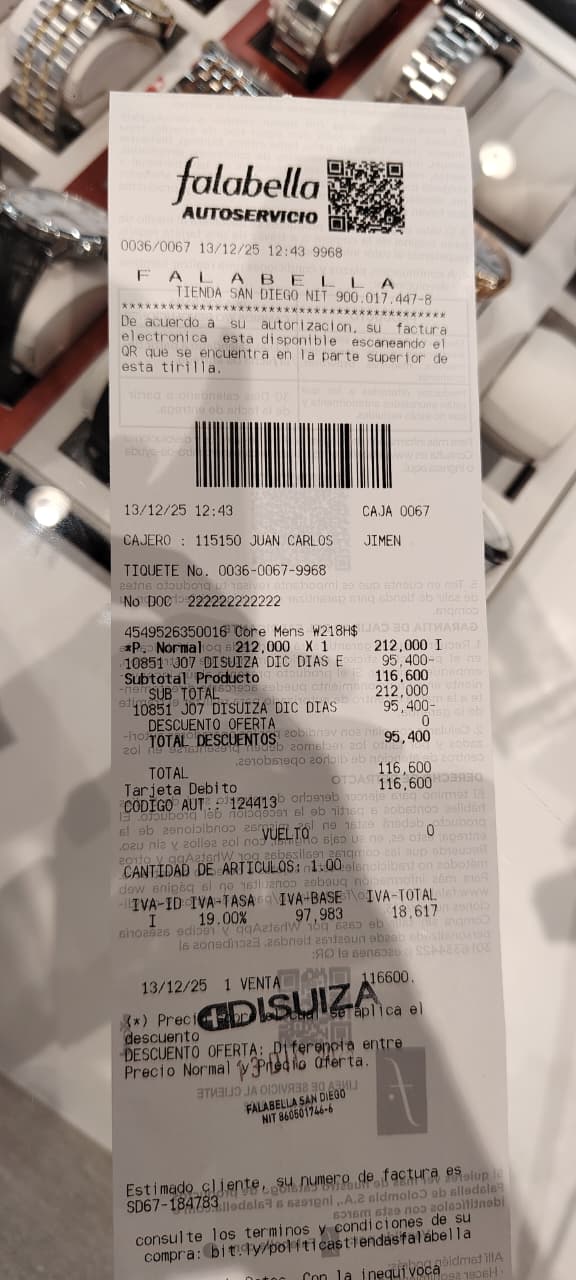 falabella
AUTOSERVICIO
0036/0067 13/12/25 12:43 9968
F A L A B E L L A
TIENDA SAN DIEGO NIT 900.017.447-8
****************************************
De acuerdo a su autorizacion, su factura
electronica esta disponible escaneando el
QR que se encuentra en la parte superior de
esta tirilla.
13/12/25 12:43 CAJA 0067
CAJERO : 115150 JUAN CARLOS JIMEN
TIQUETE No. 0036-0067-9968
No DOC 222222222222
4549526350016 Core Mens W218H$
*P. Normal 212,000 X 1 212,000 I
10851 J07 DISUIZA DIC DIAS E 95,400-
Subtotal Producto 116,600
SUB TOTAL 212,000
10851 J07 DISUIZA DIC DIAS 95,400-
DESCUENTO OFERTA 0
TOTAL DESCUENTOS 95,400
TOTAL 116,600
Tarjeta Debito 116,600
CODIGO AUT.: 124413
VUELTO 0
CANTIDAD DE ARTICULOS: 1.00
IVA-ID IVA-TASA IVA-BASE IVA-TOTAL
I 19.00% 97,983 18,617
13/12/25 1 VENTA 116600.
DISUIZA
(*) Precio sobre el cual se aplica el
descuento
DESCUENTO OFERTA: Diferencia entre
Precio Normal y Precio Oferta.
FALABELLA SAN DIEGO
NIT 860501746-6
Estimado cliente, su numero de factura es
SD67-184783
consulte los terminos y condiciones de su
compra: bit.ly/politicastiendasfalabella
Con la inequivoca